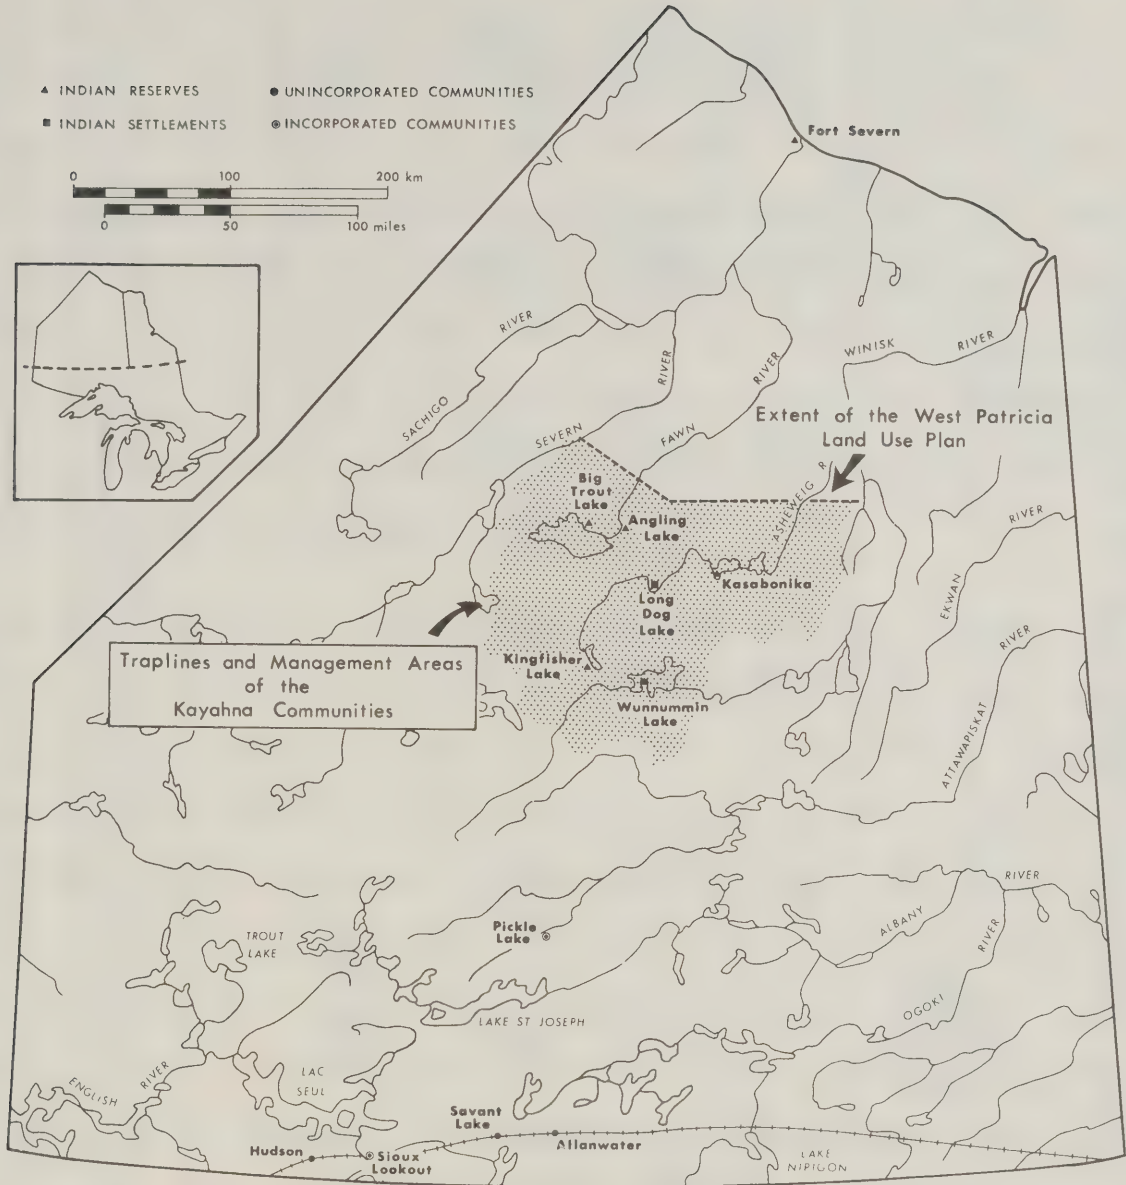 INDIAN RESERVES
UNINCORPORATED COMMUNITIES
INDIAN SETTLEMENTS
INCORPORATED COMMUNITIES
0 100 200 km
0 50 100 miles
Fort Severn
SACHIGO RIVER
SEVERN RIVER
FAWN RIVER
WINISK RIVER
Extent of the West Patricia
Land Use Plan
ASHEWEIG R
Big
Trout
Lake
Angling
Lake
Kasabonika
Long
Dog
Lake
EKWAN RIVER
Traplines and Management Areas
of the
Kayahna Communities
Kingfisher
Lake
Wunnummin
Lake
ATTAWAPISKAT RIVER
Pickle
Lake
TROUT
LAKE
ALBANY RIVER
OGOKI RIVER
LAKE ST JOSEPH
LAC
SEUL
ENGLISH RIVER
Savant
Lake
Allanwater
Hudson
Sioux
Lookout
LAKE
NIPIGON